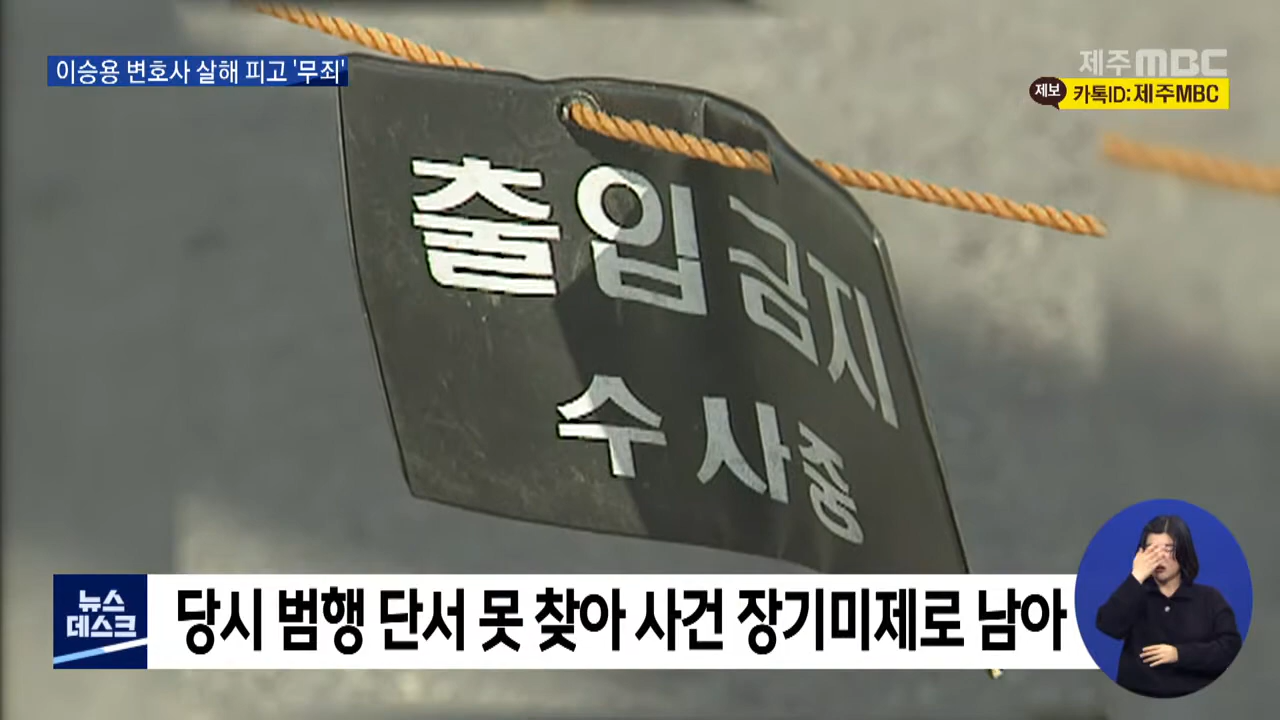 이승용 변호사 살해 피고 '무죄'
제주MBC
제보 카톡ID:제주MBC
출입금지
수사중
뉴스
데스크
당시 범행 단서 못 찾아 사건 장기미제로 남아